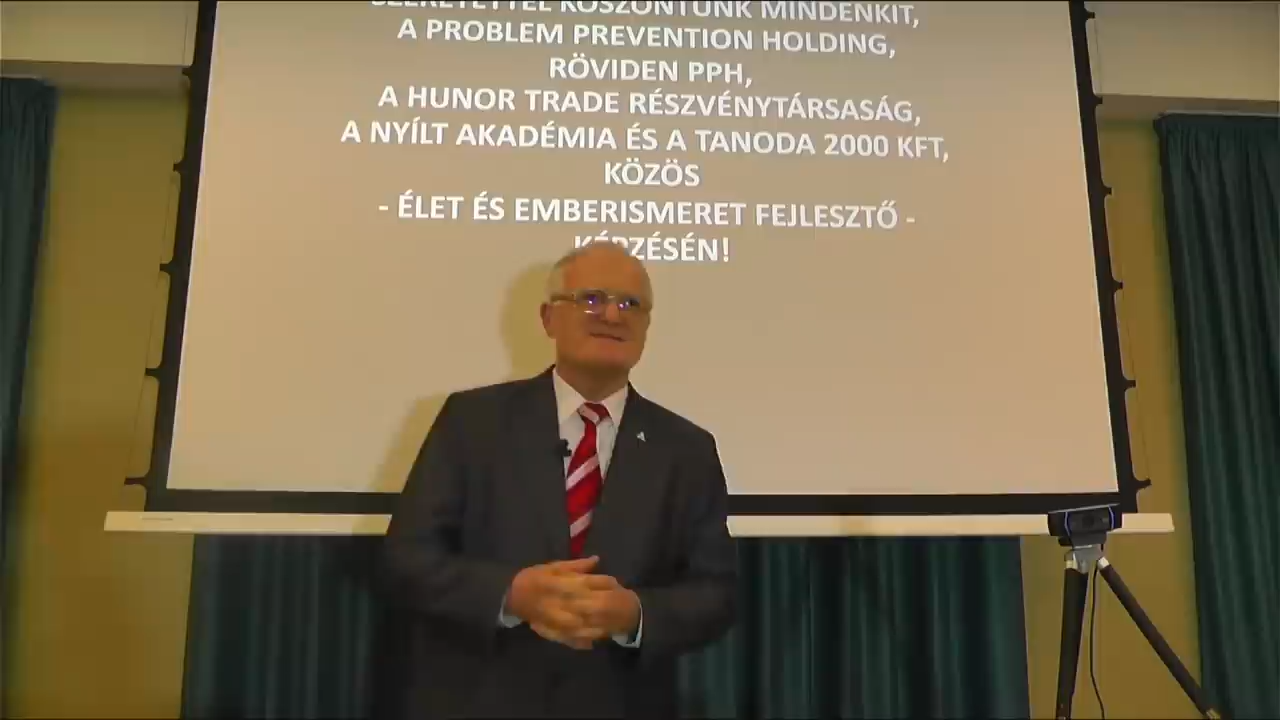 SZERETETTEL KÖSZÖNTÜNK MINDENKIT,
A PROBLEM PREVENTION HOLDING,
RÖVIDEN PPH,
A HUNOR TRADE RÉSZVÉNYTÁRSASÁG,
A NYÍLT AKADÉMIA ÉS A TANODA 2000 KFT,
KÖZÖS
- ÉLET ÉS EMBERISMERET FEJLESZTŐ -
KÉPZÉSÉN!